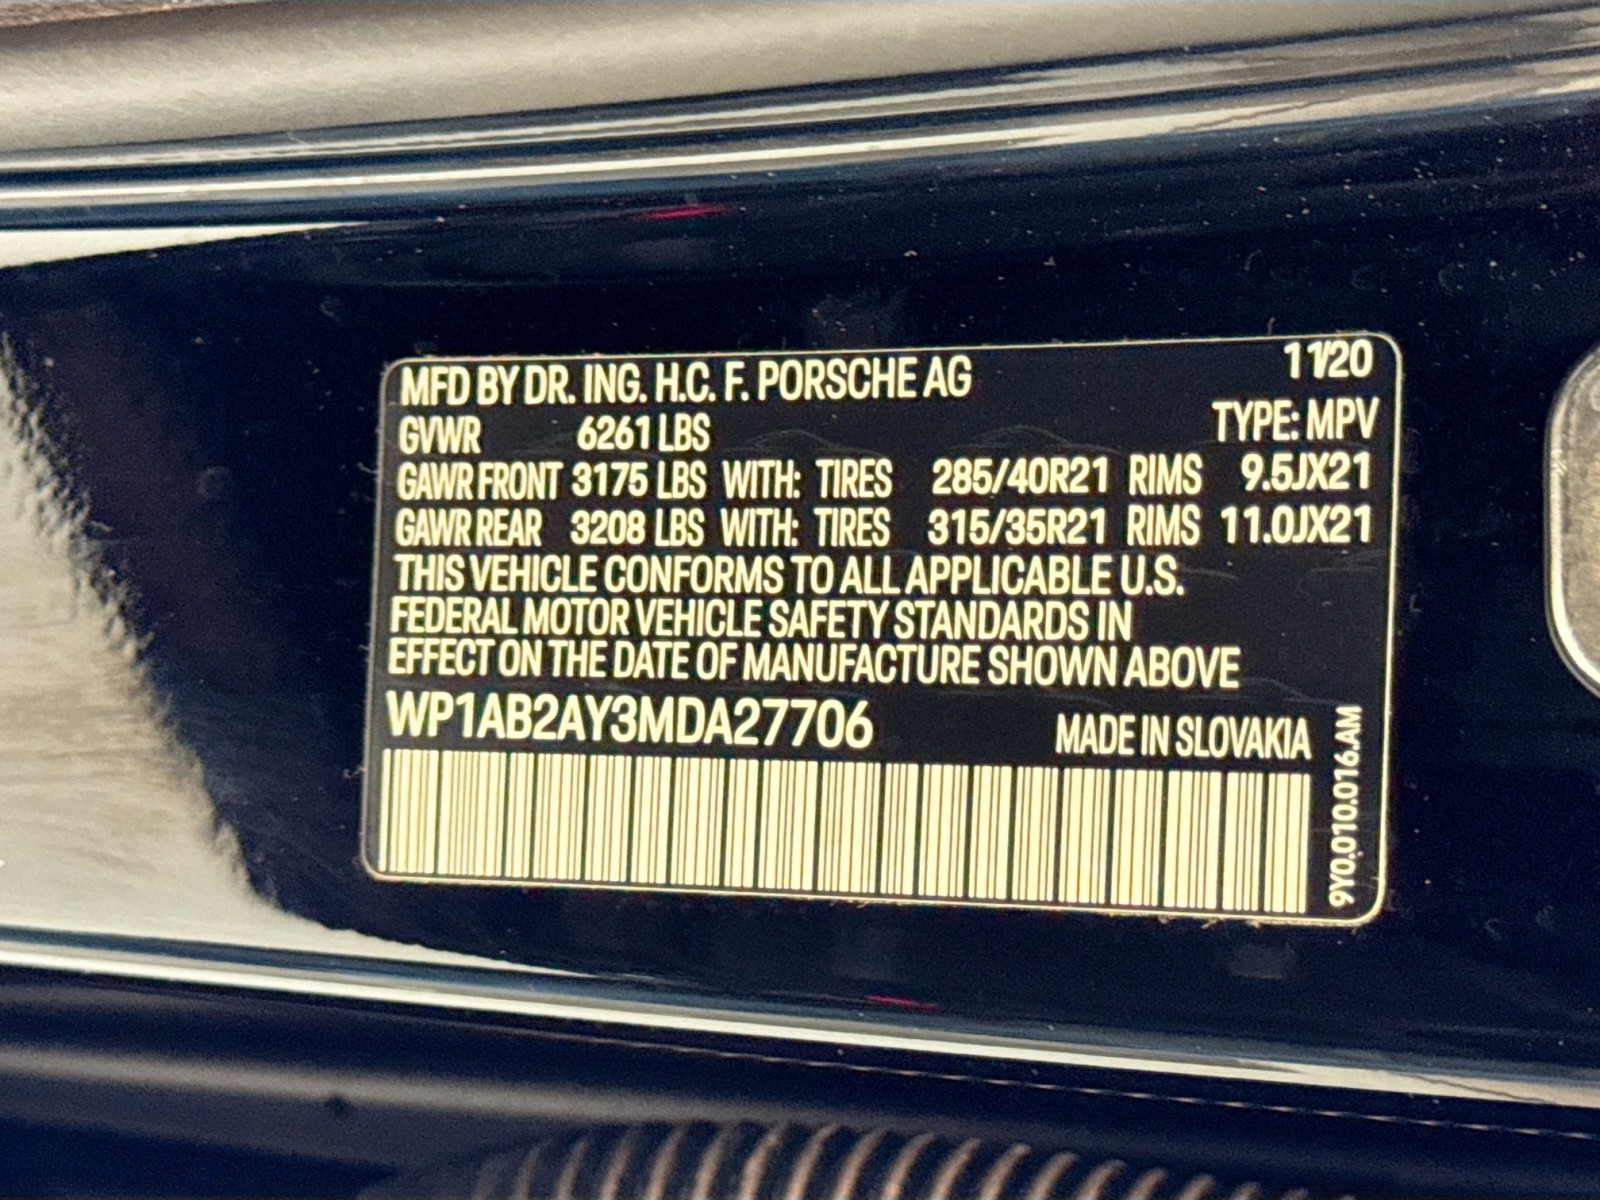 MFD BY DR. ING. H.C. F. PORSCHE AG 11/20
GVWR 6261 LBS TYPE: MPV
GAWR FRONT 3175 LBS WITH: TIRES 285/40R21 RIMS 9.5JX21
GAWR REAR 3208 LBS WITH: TIRES 315/35R21 RIMS 11.0JX21
THIS VEHICLE CONFORMS TO ALL APPLICABLE U.S.
FEDERAL MOTOR VEHICLE SAFETY STANDARDS IN
EFFECT ON THE DATE OF MANUFACTURE SHOWN ABOVE
WP1AB2AY3MDA27706 MADE IN SLOVAKIA
9Y0.010.016.AM